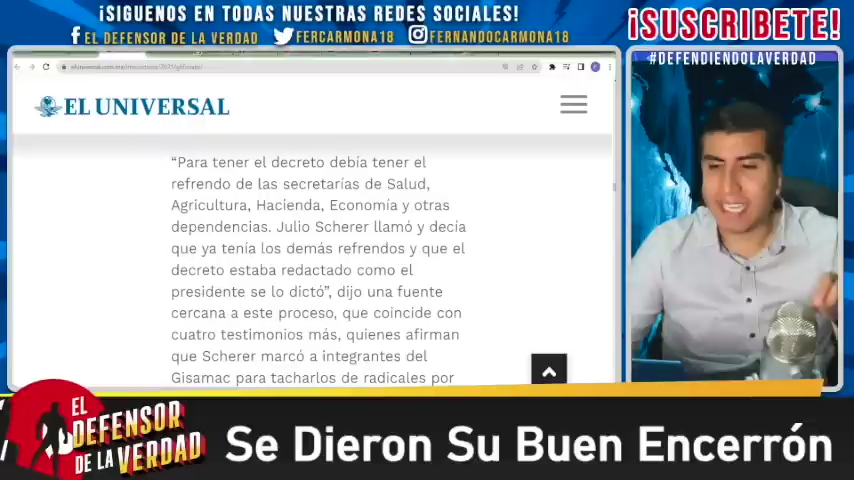 ¡SIGUENOS EN TODAS NUESTRAS REDES SOCIALES!
EL DEFENSOR DE LA VERDAD
FERCARMONA18
FERNANDOCARMONA18
¡SUSCRIBETE!
#DEFENDIENDOLAVERDAD
EL UNIVERSAL
“Para tener el decreto debía tener el
refrendo de las secretarías de Salud,
Agricultura, Hacienda, Economía y otras
dependencias. Julio Scherer llamó y decía
que ya tenía los demás refrendos y que el
decreto estaba redactado como el
presidente se lo dictó”, dijo una fuente
cercana a este proceso, que coincide con
cuatro testimonios más, quienes afirman
que Scherer marcó a integrantes del
Gisamac para tacharlos de radicales por
EL
DEFENSOR
DE LA VERDAD
Se Dieron Su Buen Encerrón